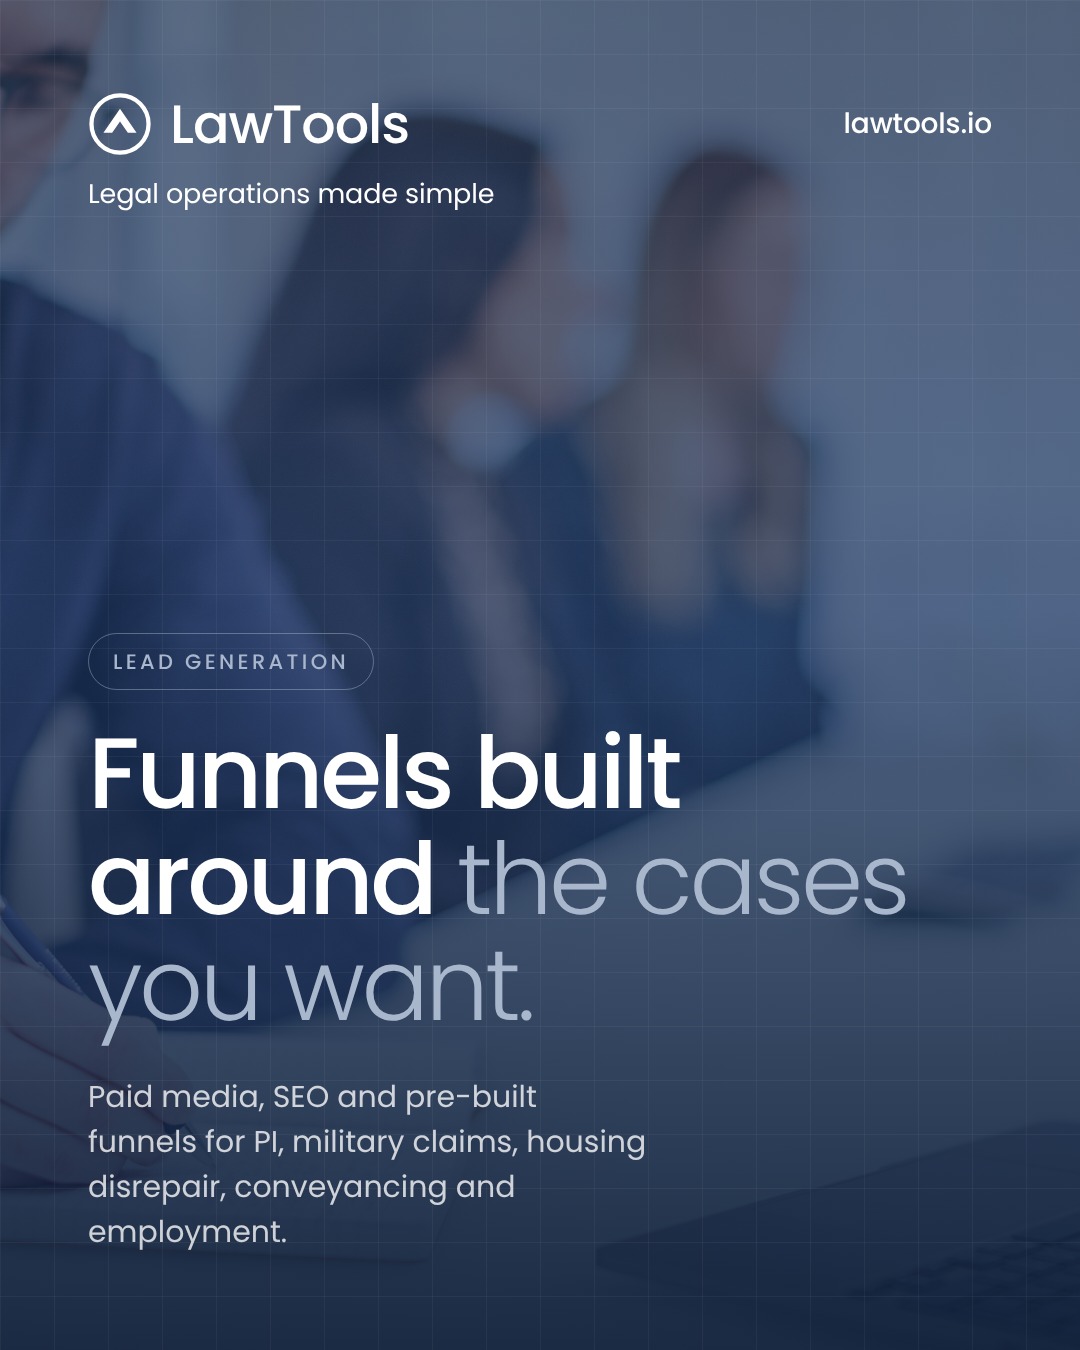 LawTools
lawtools.io
Legal operations made simple
LEAD GENERATION
Funnels built
around the cases
you want.
Paid media, SEO and pre-built
funnels for PI, military claims, housing
disrepair, conveyancing and
employment.